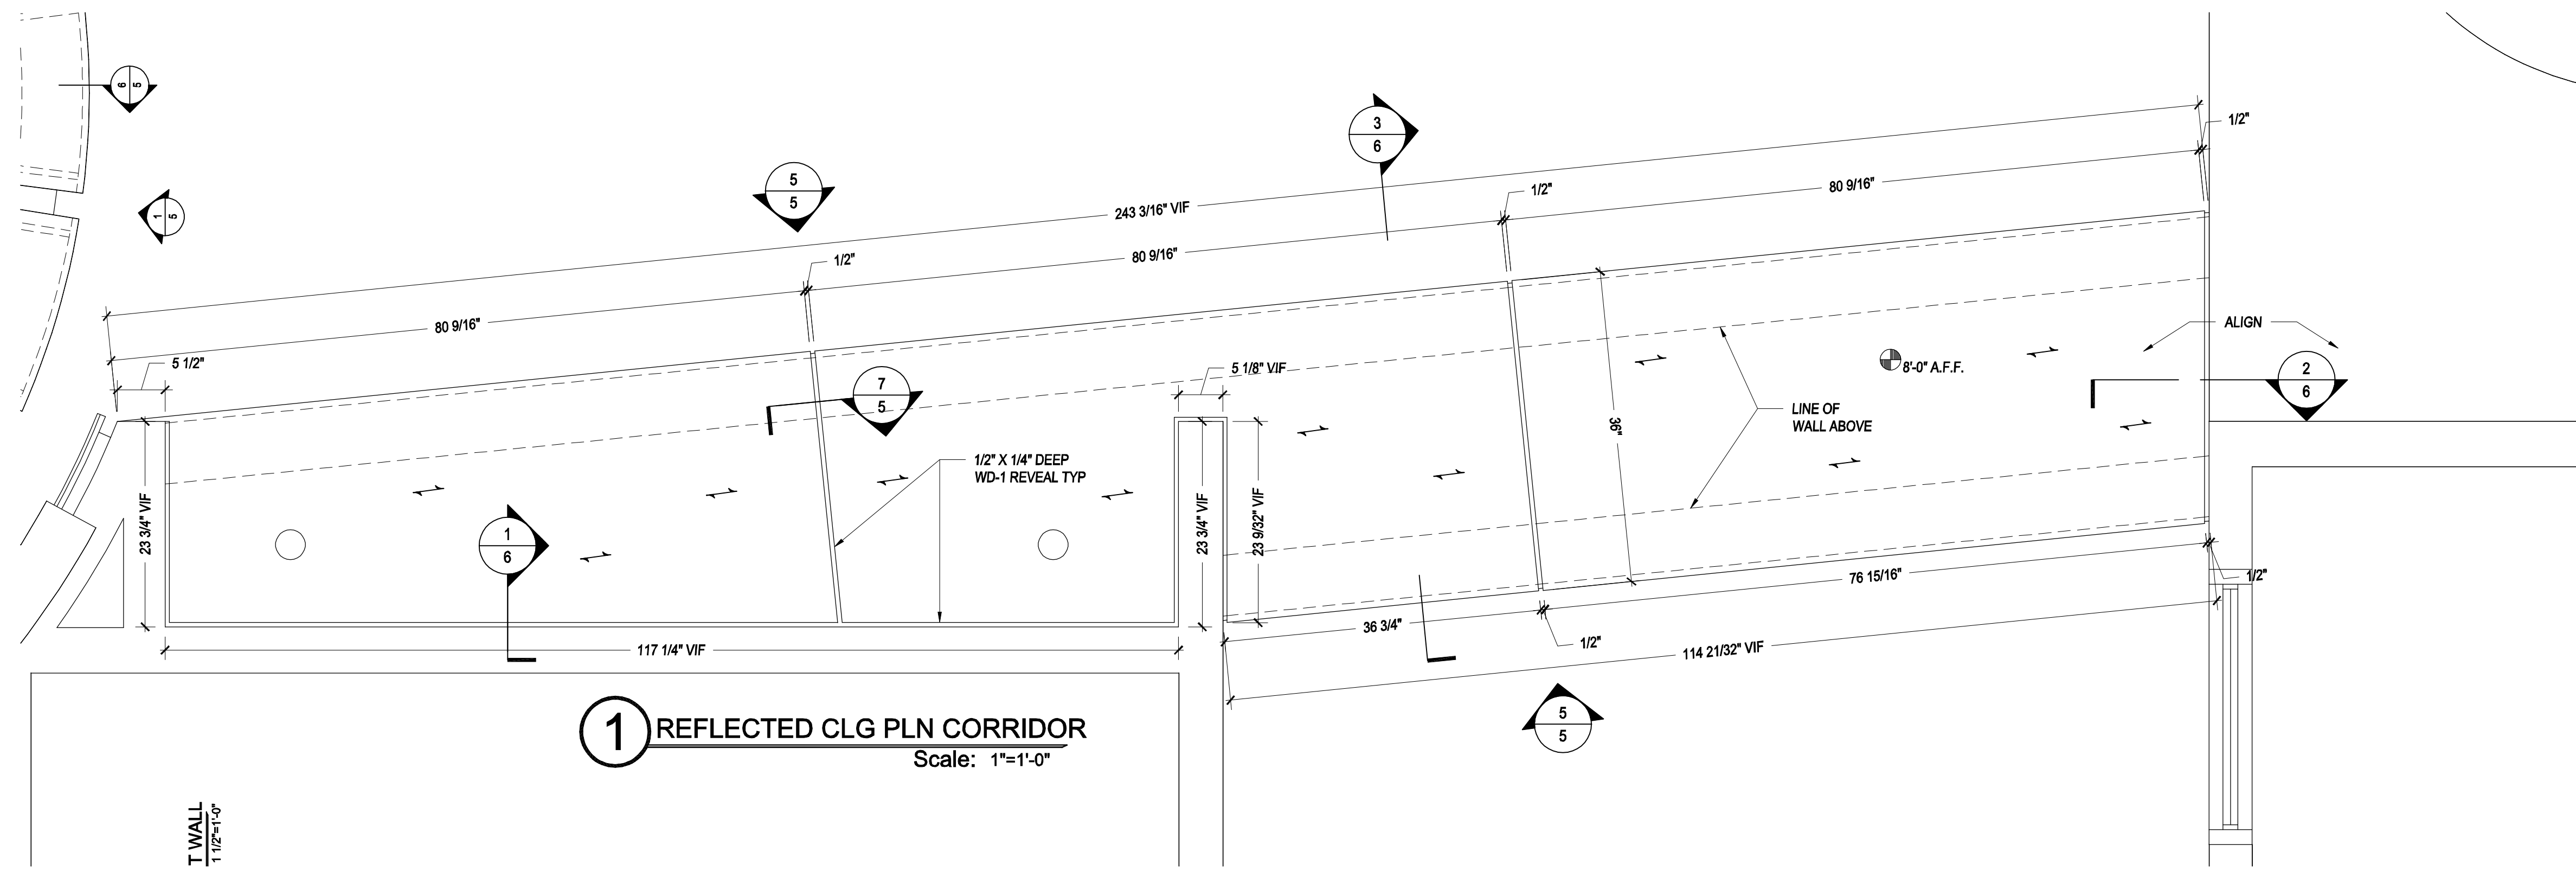 6
5
1
5
5
5
3
6
1/2"
243 3/16" VIF
1/2"
80 9/16"
80 9/16"
1/2"
80 9/16"
5 1/2"
5 1/8" VIF
ALIGN
8'-0" A.F.F.
2
6
7
5
LINE OF
WALL ABOVE
36"
1/2" X 1/4" DEEP
WD-1 REVEAL TYP
23 3/4" VIF
1
6
23 3/4" VIF
23 9/32" VIF
76 15/16"
1/2"
36 3/4"
1/2"
117 1/4" VIF
114 21/32" VIF
5
5
1
REFLECTED CLG PLN CORRIDOR
Scale: 1"=1'-0"
T WALL
1 1/2"=1'-0"